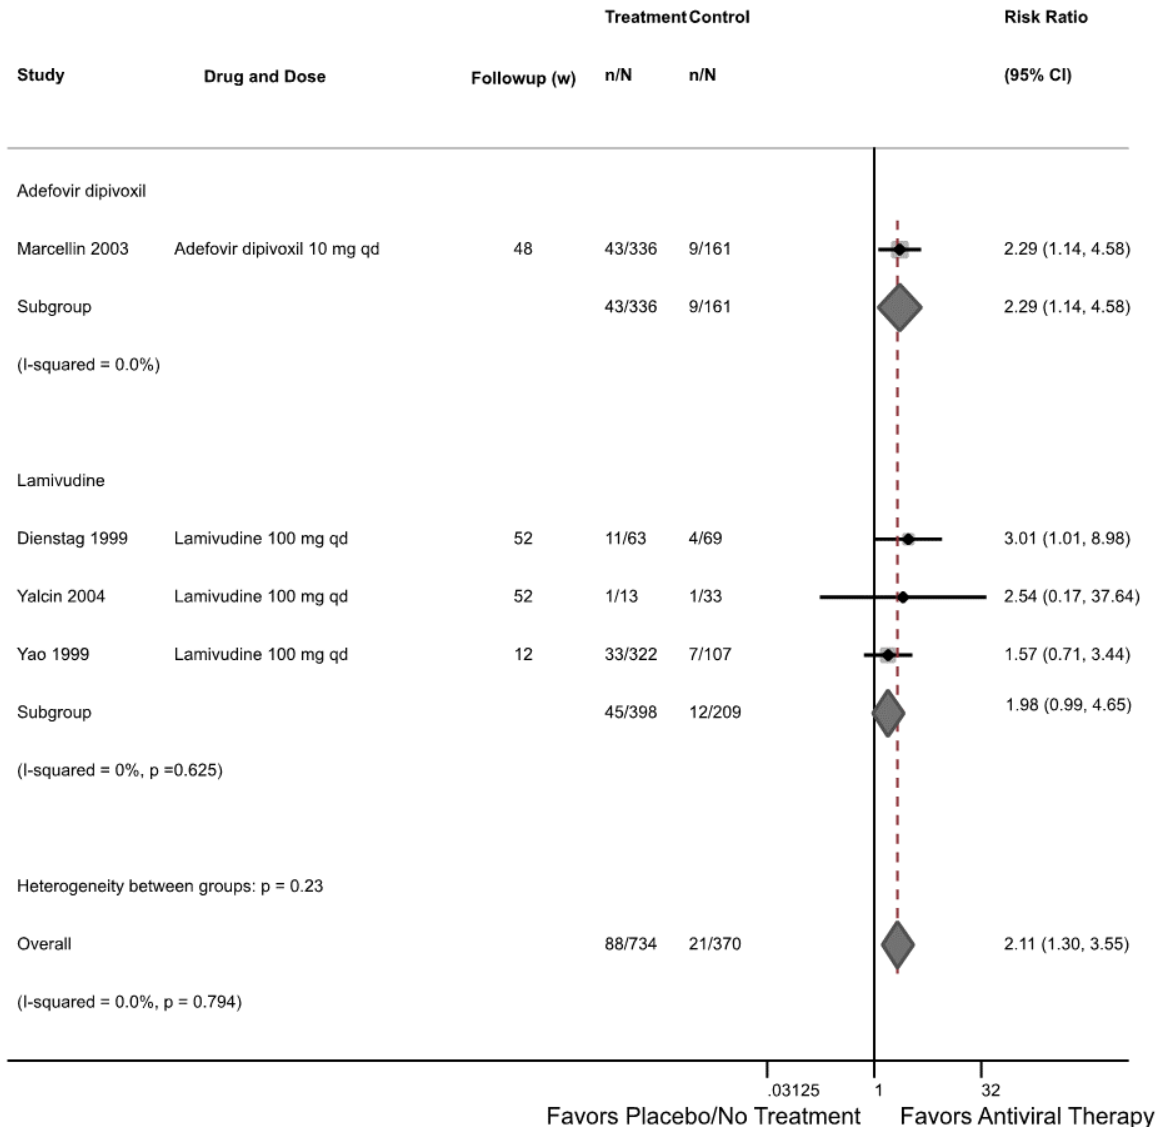 Treatment Control Risk Ratio
Study Drug and Dose Followup (w) n/N n/N (95% CI)
Adefovir dipivoxil
Marcellin 2003 Adefovir dipivoxil 10 mg qd 48 43/336 9/161 2.29 (1.14, 4.58)
Subgroup 43/336 9/161 2.29 (1.14, 4.58)
(I-squared = 0.0%)
Lamivudine
Dienstag 1999 Lamivudine 100 mg qd 52 11/63 4/69 3.01 (1.01, 8.98)
Yalcin 2004 Lamivudine 100 mg qd 52 1/13 1/33 2.54 (0.17, 37.64)
Yao 1999 Lamivudine 100 mg qd 12 33/322 7/107 1.57 (0.71, 3.44)
Subgroup 45/398 12/209 1.98 (0.99, 4.65)
(I-squared = 0%, p =0.625)
Heterogeneity between groups: p = 0.23
Overall 88/734 21/370 2.11 (1.30, 3.55)
(I-squared = 0.0%, p = 0.794)
.03125 1 32
Favors Placebo/No Treatment Favors Antiviral Therapy